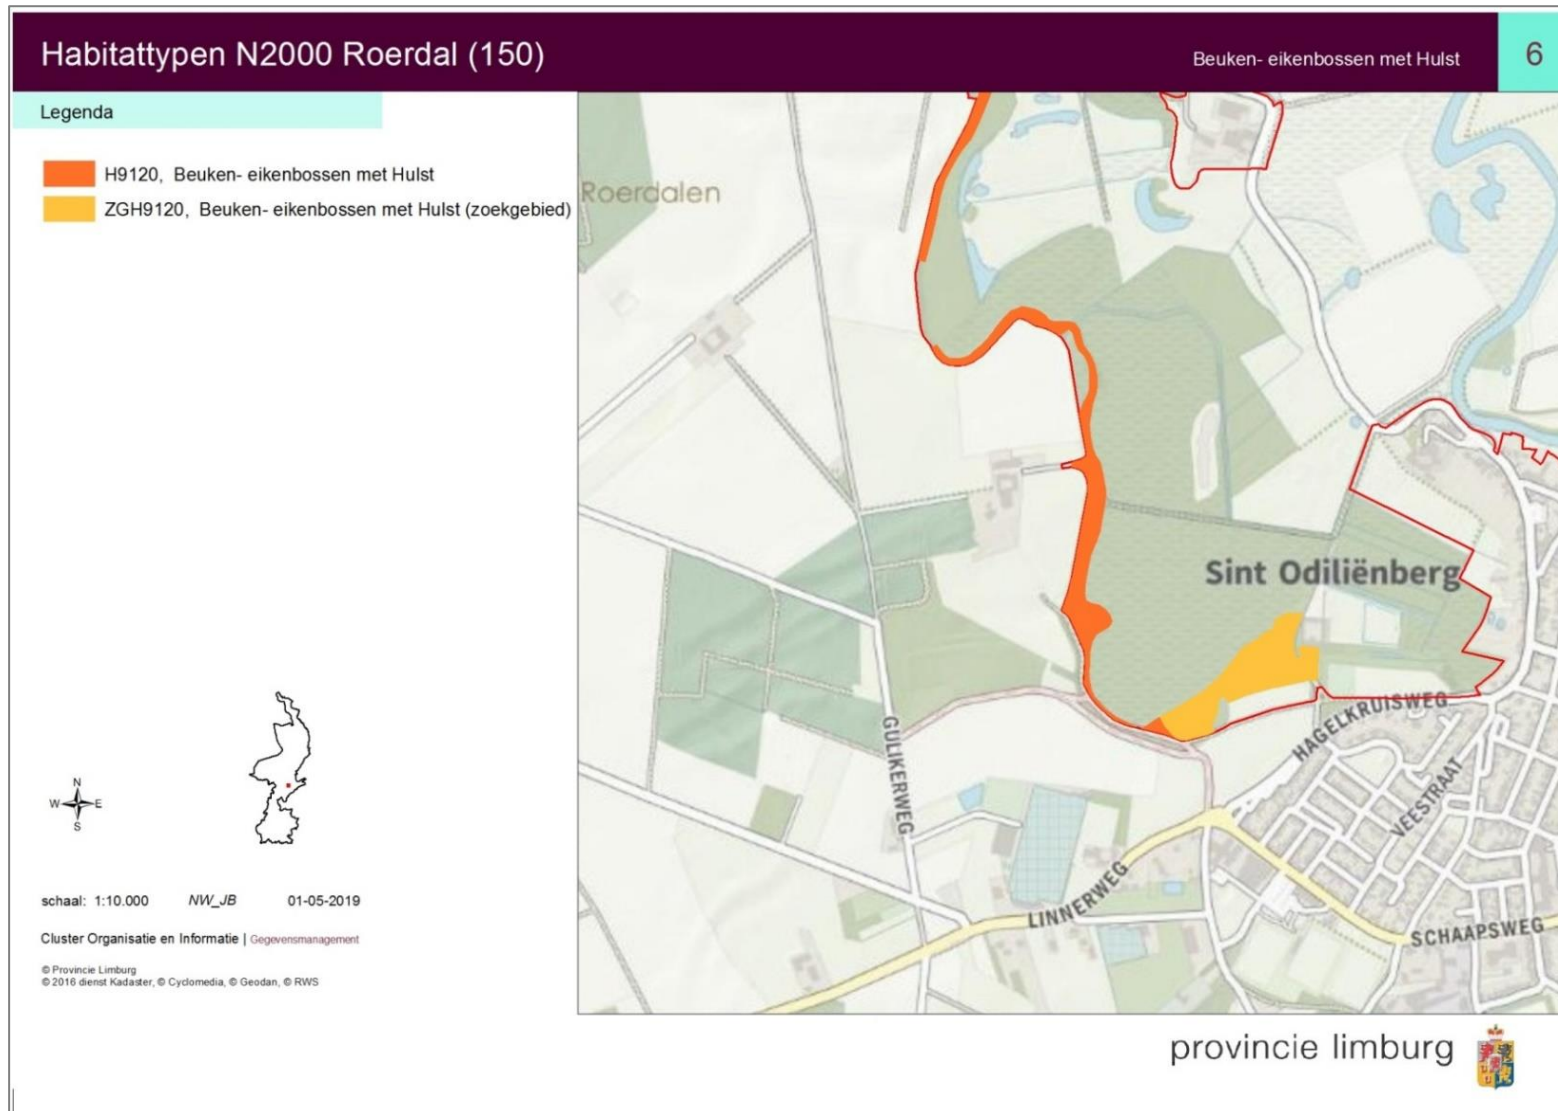 Habitattypen N2000 Roerdal (150)
Beuken- eikenbossen met Hulst
6
Legenda
H9120, Beuken- eikenbossen met Hulst
ZGH9120, Beuken- eikenbossen met Hulst (zoekgebied)
Roerdalen
Sint Odiliënberg
HAGELKRUISWEG
GULIKERWEG
VEESTRAAT
LINNERWEG
SCHAAPSWEG
N
W E
S
schaal: 1:10.000 NW_JB 01-05-2019
Cluster Organisatie en Informatie | Gegevensmanagement
© Provincie Limburg
© 2016 dienst Kadaster, © Cyclomedia, © Geodan, © RWS
provincie limburg